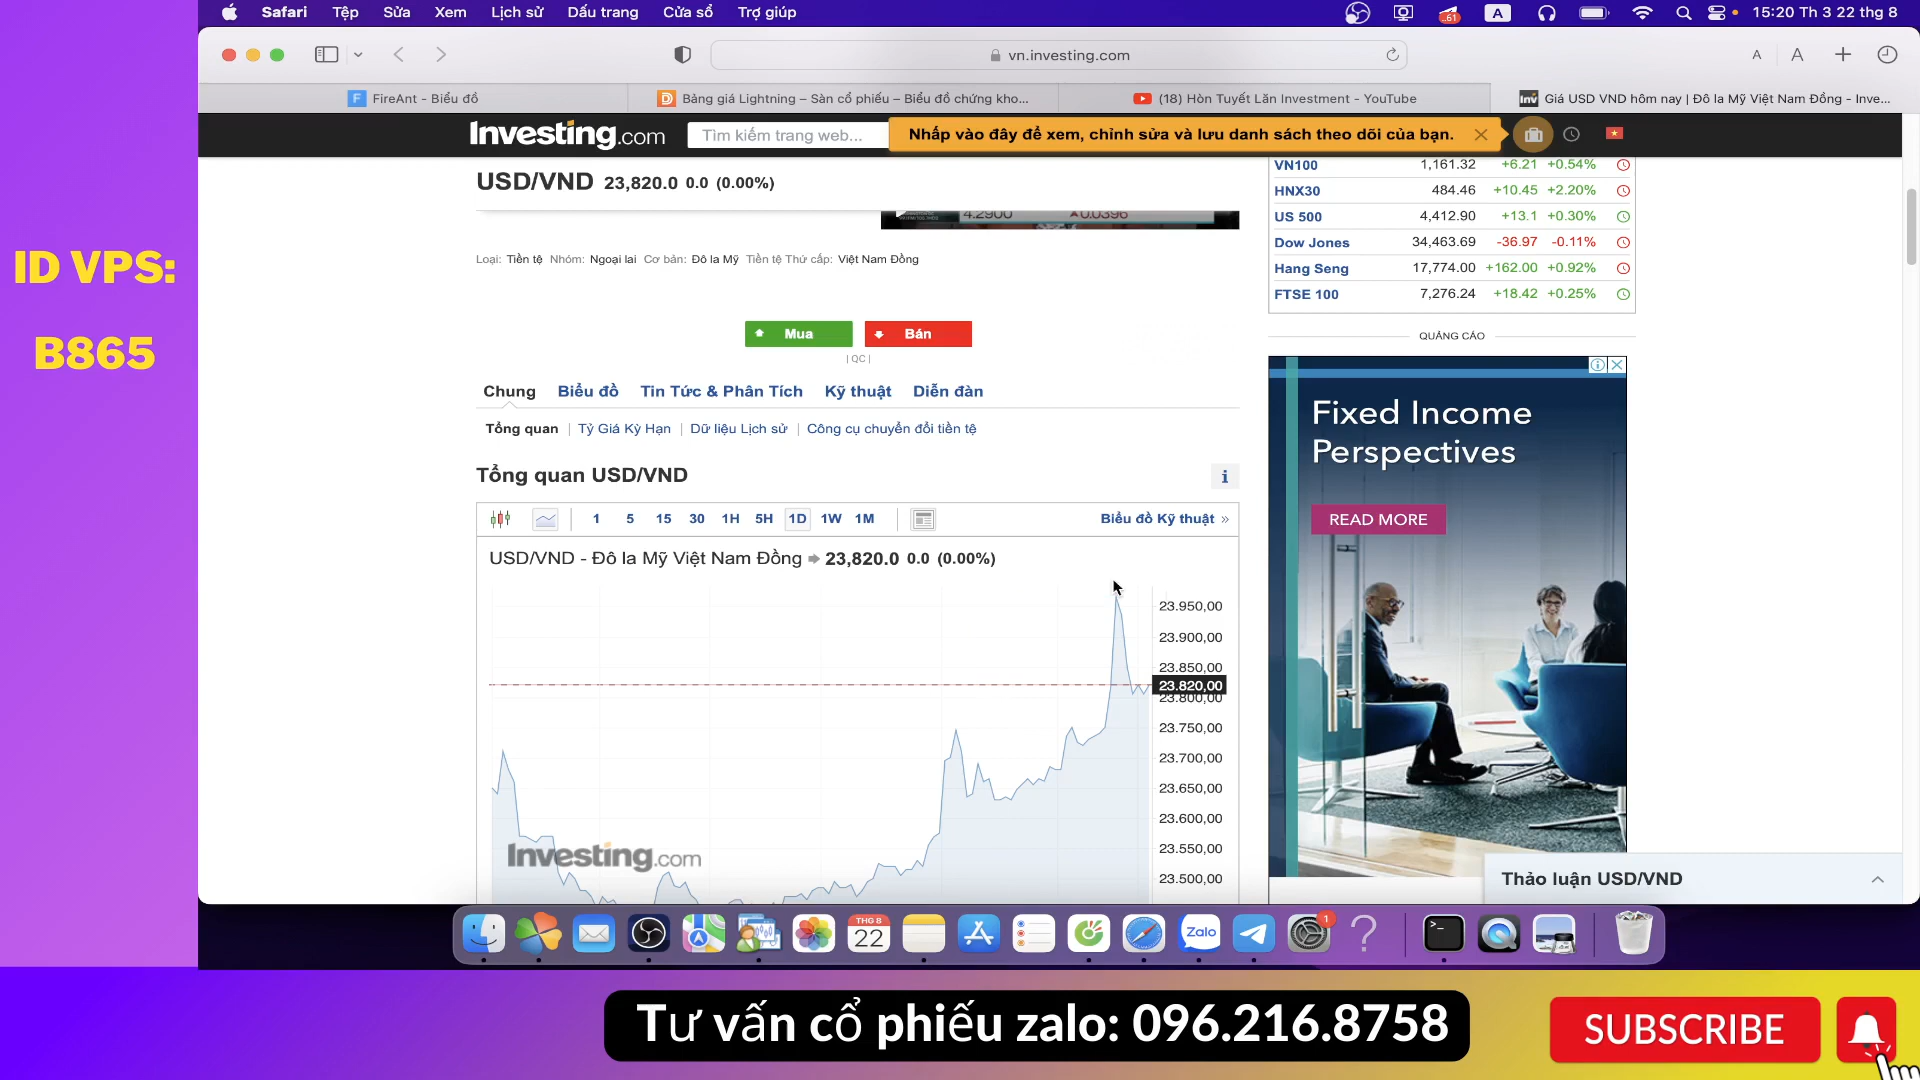 Safari Tệp Sửa Xem Lịch sử Dấu trang Cửa sổ Trợ giúp 61 A 15:20 Th 3 22 thg 8
vn.investing.com A A
F FireAnt - Biểu đồ
D Bảng giá Lightning – Sàn cổ phiếu – Biểu đồ chứng kho...
(18) Hòn Tuyết Lăn Investment - YouTube
Inv Giá USD VND hôm nay | Đô la Mỹ Việt Nam Đồng - Inve...
Investing.com Tìm kiếm trang web... Nhấp vào đây để xem, chỉnh sửa và lưu danh sách theo dõi của bạn.
ID VPS:
B865
USD/VND 23,820.0 0.0 (0.00%)
4.2900 0.0396
Loại: Tiền tệ Nhóm: Ngoại lai Cơ bản: Đô la Mỹ Tiền tệ Thứ cấp: Việt Nam Đồng
Mua Bán
| QC |
Chung Biểu đồ Tin Tức & Phân Tích Kỹ thuật Diễn đàn
Tổng quan | Tỷ Giá Kỳ Hạn | Dữ liệu Lịch sử | Công cụ chuyển đổi tiền tệ
Tổng quan USD/VND
i
1 5 15 30 1H 5H 1D 1W 1M Biểu đồ Kỹ thuật »
USD/VND - Đô la Mỹ Việt Nam Đồng 23,820.0 0.0 (0.00%)
23.950,00
23.900,00
23.850,00
23.820,00
23.800,00
23.750,00
23.700,00
23.650,00
23.600,00
23.550,00
23.500,00
Investing.com
VN100 1,161.32 +6.21 +0.54%
HNX30 484.46 +10.45 +2.20%
US 500 4,412.90 +13.1 +0.30%
Dow Jones 34,463.69 -36.97 -0.11%
Hang Seng 17,774.00 +162.00 +0.92%
FTSE 100 7,276.24 +18.42 +0.25%
QUẢNG CÁO
Fixed Income
Perspectives
READ MORE
Thảo luận USD/VND
THG 8
22
Zalo
1
Tư vấn cổ phiếu zalo: 096.216.8758
SUBSCRIBE